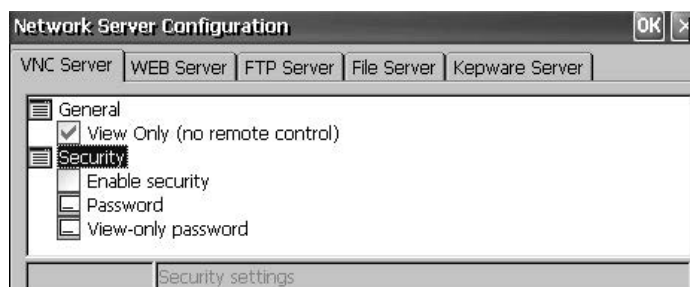 Network Server Configuration OK
VNC Server WEB Server FTP Server File Server Kepware Server
General
View Only (no remote control)
Security
Enable security
Password
View-only password
Security settings